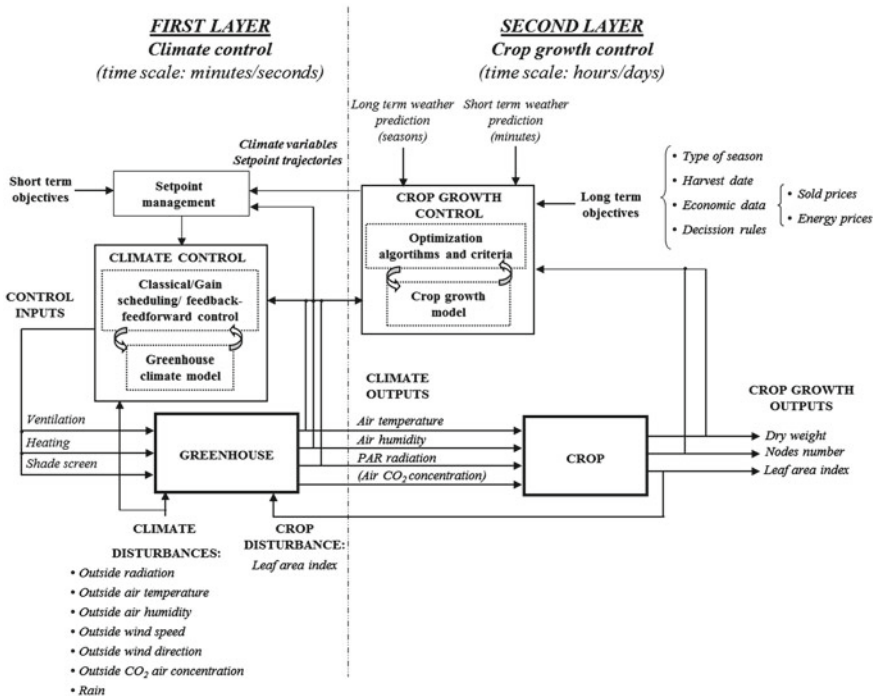 FIRST LAYER
Climate control
(time scale: minutes/seconds)
SECOND LAYER
Crop growth control
(time scale: hours/days)
Long term weather
prediction
(seasons)
Short term weather
prediction
(minutes)
Climate variables
Setpoint trajectories
Short term
objectives
Setpoint
management
CROP GROWTH
CONTROL
Optimization
algortihms and criteria
Crop growth
model
Long term
objectives
• Type of season
• Harvest date
• Economic data
• Decission rules
• Sold prices
• Energy prices
CLIMATE CONTROL
Classical/Gain
scheduling/ feedback-
feedforward control
Greenhouse
climate model
CONTROL
INPUTS
Ventilation
Heating
Shade screen
GREENHOUSE
CLIMATE
OUTPUTS
Air temperature
Air humidity
PAR radiation
(Air CO2 concentration)
CROP
CROP GROWTH
OUTPUTS
Dry weight
Nodes number
Leaf area index
CLIMATE
DISTURBANCES:
• Outside radiation
• Outside air temperature
• Outside air humidity
• Outside wind speed
• Outside wind direction
• Outside CO2 air concentration
• Rain
CROP
DISTURBANCE:
Leaf area index